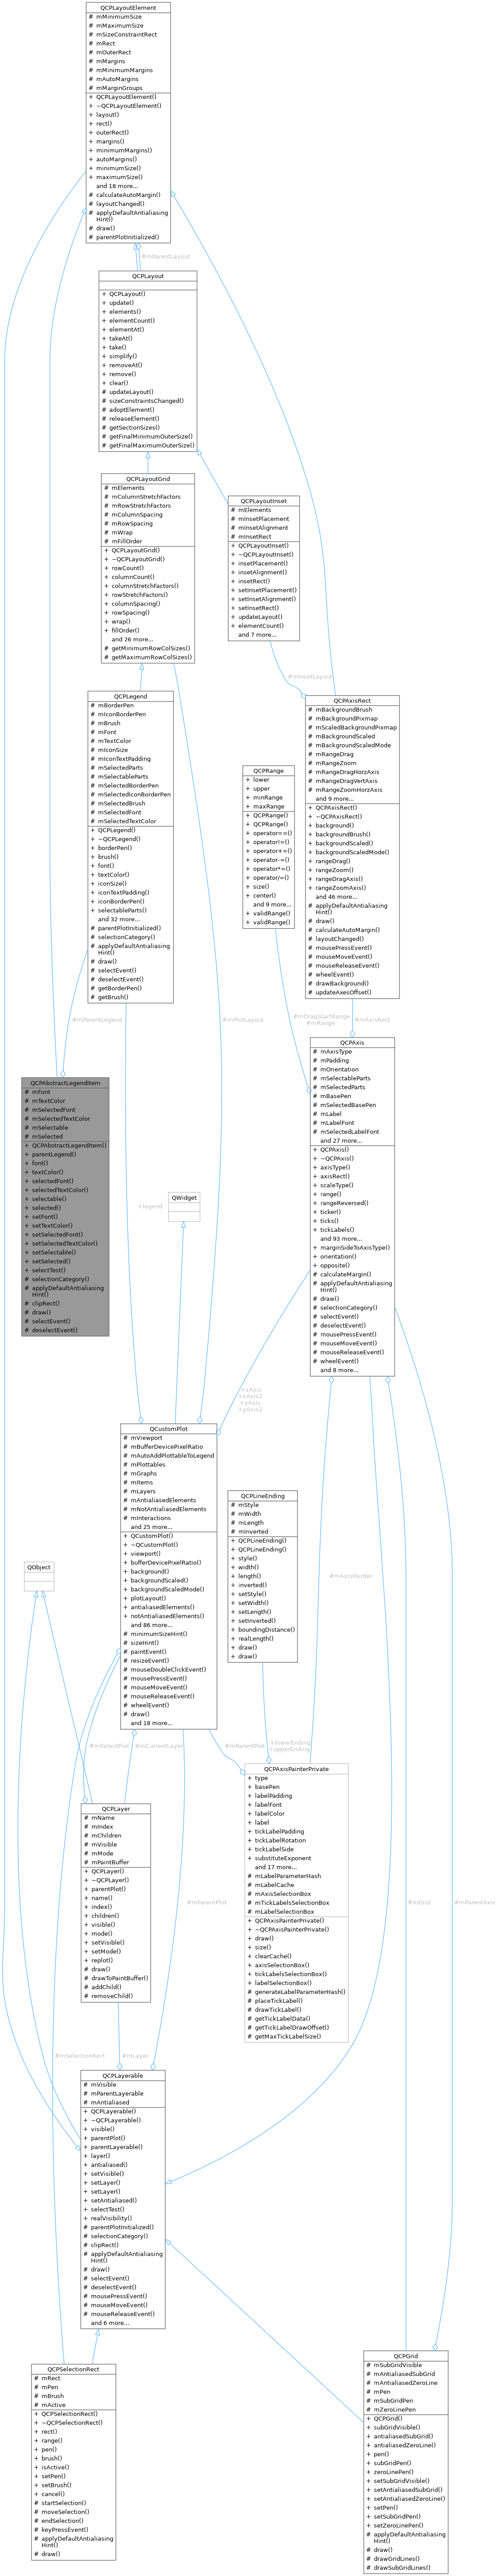 QCPLayoutElement
# mMinimumSize
# mMaximumSize
# mSizeConstraintRect
# mRect
# mOuterRect
# mMargins
# mMinimumMargins
# mAutoMargins
# mMarginGroups
+ QCPLayoutElement()
+ ~QCPLayoutElement()
+ layout()
+ rect()
+ outerRect()
+ margins()
+ minimumMargins()
+ autoMargins()
+ minimumSize()
+ maximumSize()
and 18 more...
# calculateAutoMargin()
# layoutChanged()
# applyDefaultAntialiasing
Hint()
# draw()
# parentPlotInitialized()
#mParentLayout
QCPLayout
+ QCPLayout()
+ update()
+ elements()
+ elementCount()
+ elementAt()
+ takeAt()
+ take()
+ simplify()
+ removeAt()
+ remove()
+ clear()
# updateLayout()
# sizeConstraintsChanged()
# adoptElement()
# releaseElement()
# getSectionSizes()
# getFinalMinimumOuterSize()
# getFinalMaximumOuterSize()
QCPLayoutGrid
# mElements
# mColumnStretchFactors
# mRowStretchFactors
# mColumnSpacing
# mRowSpacing
# mWrap
# mFillOrder
+ QCPLayoutGrid()
+ ~QCPLayoutGrid()
+ rowCount()
+ columnCount()
+ columnStretchFactors()
+ rowStretchFactors()
+ columnSpacing()
+ rowSpacing()
+ wrap()
+ fillOrder()
and 26 more...
# getMinimumRowColSizes()
# getMaximumRowColSizes()
QCPLayoutInset
# mElements
# mInsetPlacement
# mInsetAlignment
# mInsetRect
+ QCPLayoutInset()
+ ~QCPLayoutInset()
+ insetPlacement()
+ insetAlignment()
+ insetRect()
+ setInsetPlacement()
+ setInsetAlignment()
+ setInsetRect()
+ updateLayout()
+ elementCount()
and 7 more...
#mInsetLayout
QCPLegend
# mBorderPen
# mIconBorderPen
# mBrush
# mFont
# mTextColor
# mIconSize
# mIconTextPadding
# mSelectedParts
# mSelectableParts
# mSelectedBorderPen
# mSelectedIconBorderPen
# mSelectedBrush
# mSelectedFont
# mSelectedTextColor
+ QCPLegend()
+ ~QCPLegend()
+ borderPen()
+ brush()
+ font()
+ textColor()
+ iconSize()
+ iconTextPadding()
+ iconBorderPen()
+ selectableParts()
and 32 more...
# parentPlotInitialized()
# selectionCategory()
# applyDefaultAntialiasing
Hint()
# draw()
# selectEvent()
# deselectEvent()
# getBorderPen()
# getBrush()
QCPRange
+ lower
+ upper
+ minRange
+ maxRange
+ QCPRange()
+ QCPRange()
+ operator==()
+ operator!=()
+ operator+=()
+ operator-=()
+ operator*=()
+ operator/=()
+ size()
+ center()
and 9 more...
+ validRange()
+ validRange()
QCPAxisRect
# mBackgroundBrush
# mBackgroundPixmap
# mScaledBackgroundPixmap
# mBackgroundScaled
# mBackgroundScaledMode
# mRangeDrag
# mRangeZoom
# mRangeDragHorzAxis
# mRangeDragVertAxis
# mRangeZoomHorzAxis
and 9 more...
+ QCPAxisRect()
+ ~QCPAxisRect()
+ background()
+ backgroundBrush()
+ backgroundScaled()
+ backgroundScaledMode()
+ rangeDrag()
+ rangeZoom()
+ rangeDragAxis()
+ rangeZoomAxis()
and 46 more...
# applyDefaultAntialiasing
Hint()
# draw()
# calculateAutoMargin()
# layoutChanged()
# mousePressEvent()
# mouseMoveEvent()
# mouseReleaseEvent()
# wheelEvent()
# drawBackground()
# updateAxesOffset()
#mParentLegend
#mPlotLayout
#mDragStartRange
#mRange
#mAxisRect
QCPAbstractLegendItem
# mFont
# mTextColor
# mSelectedFont
# mSelectedTextColor
# mSelectable
# mSelected
+ QCPAbstractLegendItem()
+ parentLegend()
+ font()
+ textColor()
+ selectedFont()
+ selectedTextColor()
+ selectable()
+ selected()
+ setFont()
+ setTextColor()
+ setSelectedFont()
+ setSelectedTextColor()
+ setSelectable()
+ setSelected()
+ selectTest()
# selectionCategory()
# applyDefaultAntialiasing
Hint()
# clipRect()
# draw()
# selectEvent()
# deselectEvent()
+legend
QWidget
QCPAxis
# mAxisType
# mPadding
# mOrientation
# mSelectableParts
# mSelectedParts
# mBasePen
# mSelectedBasePen
# mLabel
# mLabelFont
# mSelectedLabelFont
and 27 more...
+ QCPAxis()
+ ~QCPAxis()
+ axisType()
+ axisRect()
+ scaleType()
+ range()
+ rangeReversed()
+ ticker()
+ ticks()
+ tickLabels()
and 93 more...
+ marginSideToAxisType()
+ orientation()
+ opposite()
# calculateMargin()
# applyDefaultAntialiasing
Hint()
# draw()
# selectionCategory()
# selectEvent()
# deselectEvent()
# mousePressEvent()
# mouseMoveEvent()
# mouseReleaseEvent()
# wheelEvent()
and 8 more...
+xAxis
+xAxis2
+yAxis
+yAxis2
QCustomPlot
# mViewport
# mBufferDevicePixelRatio
# mAutoAddPlottableToLegend
# mPlottables
# mGraphs
# mItems
# mLayers
# mAntialiasedElements
# mNotAntialiasedElements
# mInteractions
and 25 more...
+ QCustomPlot()
+ ~QCustomPlot()
+ viewport()
+ bufferDevicePixelRatio()
+ background()
+ backgroundScaled()
+ backgroundScaledMode()
+ plotLayout()
+ antialiasedElements()
+ notAntialiasedElements()
and 86 more...
# minimumSizeHint()
# sizeHint()
# paintEvent()
# resizeEvent()
# mouseDoubleClickEvent()
# mousePressEvent()
# mouseMoveEvent()
# mouseReleaseEvent()
# wheelEvent()
# draw()
and 18 more...
QCPLineEnding
# mStyle
# mWidth
# mLength
# mInverted
+ QCPLineEnding()
+ QCPLineEnding()
+ style()
+ width()
+ length()
+ inverted()
+ setStyle()
+ setWidth()
+ setLength()
+ setInverted()
+ boundingDistance()
+ realLength()
+ draw()
+ draw()
QObject
#mAxisPainter
#mParentPlot
#mCurrentLayer
#mParentPlot
+lowerEnding
+upperEnding
QCPLayer
# mName
# mIndex
# mChildren
# mVisible
# mMode
# mPaintBuffer
+ QCPLayer()
+ ~QCPLayer()
+ parentPlot()
+ name()
+ index()
+ children()
+ visible()
+ mode()
+ setVisible()
+ setMode()
+ replot()
# draw()
# drawToPaintBuffer()
# addChild()
# removeChild()
QCPAxisPainterPrivate
+ type
+ basePen
+ labelPadding
+ labelFont
+ labelColor
+ label
+ tickLabelPadding
+ tickLabelRotation
+ tickLabelSide
+ substituteExponent
and 17 more...
# mLabelParameterHash
# mLabelCache
# mAxisSelectionBox
# mTickLabelsSelectionBox
# mLabelSelectionBox
+ QCPAxisPainterPrivate()
+ ~QCPAxisPainterPrivate()
+ draw()
+ size()
+ clearCache()
+ axisSelectionBox()
+ tickLabelsSelectionBox()
+ labelSelectionBox()
# generateLabelParameterHash()
# placeTickLabel()
# drawTickLabel()
# getTickLabelData()
# getTickLabelDrawOffset()
# getMaxTickLabelSize()
#mParentPlot
#mGrid
#mParentAxis
#mSelectionRect
#mLayer
QCPLayerable
# mVisible
# mParentLayerable
# mAntialiased
+ QCPLayerable()
+ ~QCPLayerable()
+ visible()
+ parentPlot()
+ parentLayerable()
+ layer()
+ antialiased()
+ setVisible()
+ setLayer()
+ setLayer()
+ setAntialiased()
+ selectTest()
+ realVisibility()
# parentPlotInitialized()
# selectionCategory()
# clipRect()
# applyDefaultAntialiasing
Hint()
# draw()
# selectEvent()
# deselectEvent()
# mousePressEvent()
# mouseMoveEvent()
# mouseReleaseEvent()
and 6 more...
QCPSelectionRect
# mRect
# mPen
# mBrush
# mActive
+ QCPSelectionRect()
+ ~QCPSelectionRect()
+ rect()
+ range()
+ pen()
+ brush()
+ isActive()
+ setPen()
+ setBrush()
+ cancel()
# startSelection()
# moveSelection()
# endSelection()
# keyPressEvent()
# applyDefaultAntialiasing
Hint()
# draw()
QCPGrid
# mSubGridVisible
# mAntialiasedSubGrid
# mAntialiasedZeroLine
# mPen
# mSubGridPen
# mZeroLinePen
+ QCPGrid()
+ subGridVisible()
+ antialiasedSubGrid()
+ antialiasedZeroLine()
+ pen()
+ subGridPen()
+ zeroLinePen()
+ setSubGridVisible()
+ setAntialiasedSubGrid()
+ setAntialiasedZeroLine()
+ setPen()
+ setSubGridPen()
+ setZeroLinePen()
# applyDefaultAntialiasing
Hint()
# draw()
# drawGridLines()
# drawSubGridLines()